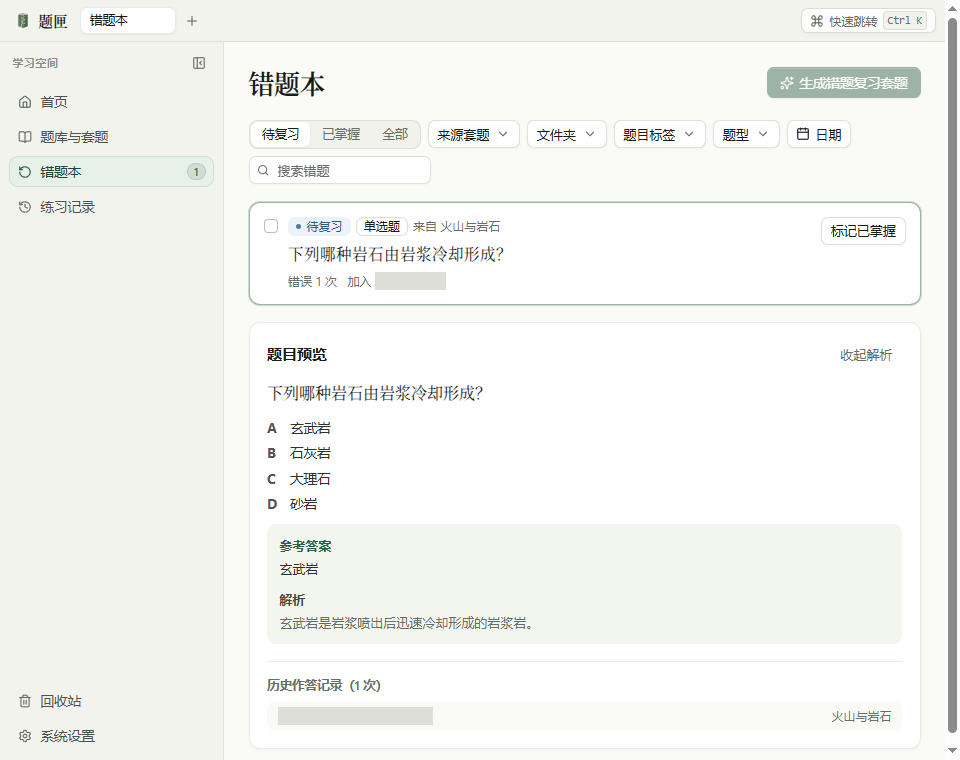 题匣 错题本 快速跳转 Ctrl K
学习空间
首页
题库与套题
错题本 1
练习记录
回收站
系统设置
错题本 生成错题复习套题
待复习 已掌握 全部 来源套题 文件夹 题目标签 题型 日期
搜索错题
待复习 单选题 来自 火山与岩石 标记已掌握
下列哪种岩石由岩浆冷却形成？
错误 1 次 加入
题目预览 收起解析
下列哪种岩石由岩浆冷却形成？
A 玄武岩
B 石灰岩
C 大理石
D 砂岩
参考答案
玄武岩
解析
玄武岩是岩浆喷出后迅速冷却形成的岩浆岩。
历史作答记录（1 次）
火山与岩石